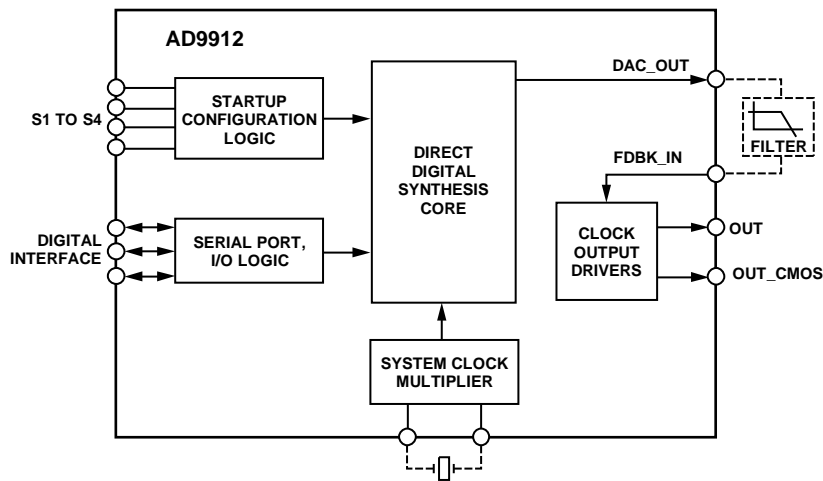 AD9912
S1 TO S4
STARTUP
CONFIGURATION
LOGIC
DIRECT
DIGITAL
SYNTHESIS
CORE
DAC_OUT
FILTER
FDBK_IN
DIGITAL
INTERFACE
SERIAL PORT,
I/O LOGIC
CLOCK
OUTPUT
DRIVERS
OUT
OUT_CMOS
SYSTEM CLOCK
MULTIPLIER